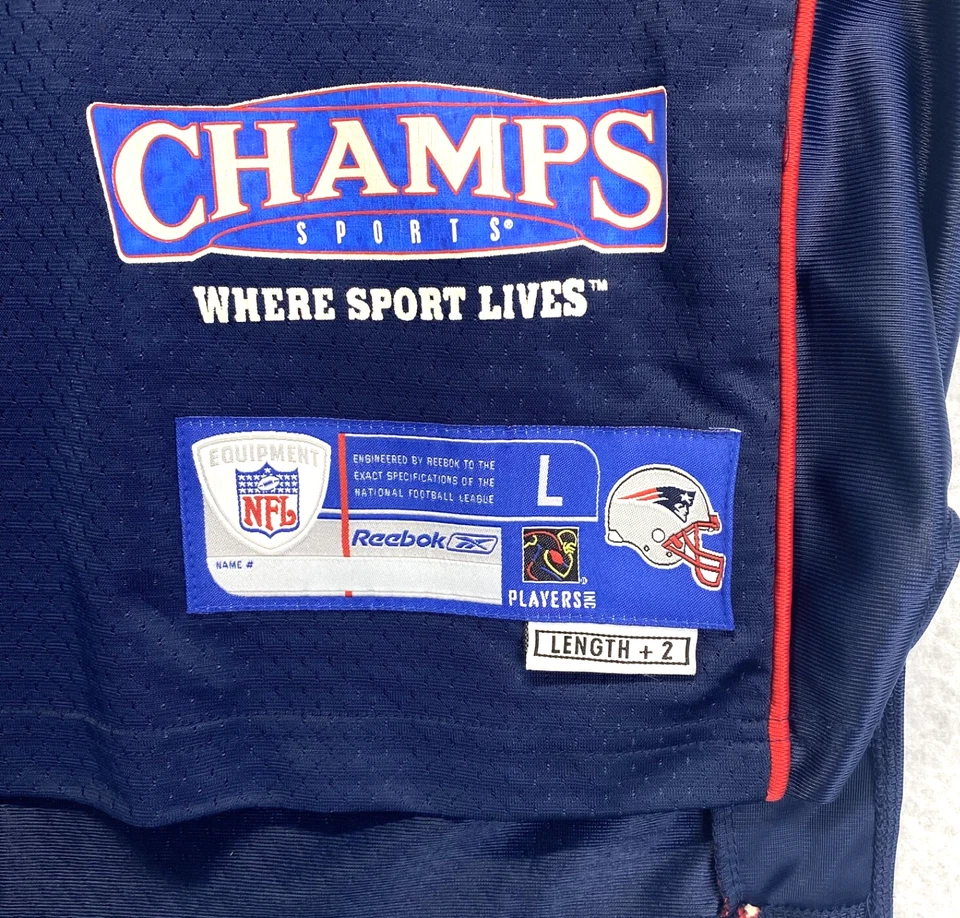 CHAMPS
SPORTS®
WHERE SPORT LIVES™
EQUIPMENT
NFL
ENGINEERED BY REEBOK TO THE
EXACT SPECIFICATIONS OF THE
NATIONAL FOOTBALL LEAGUE
L
Reebok
NAME #
PLAYERS INC
®
LENGTH + 2